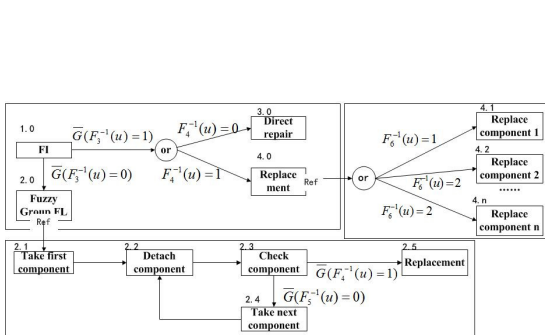 1.0
FI
G̅(F₃⁻¹(u)=1)
or
F₄⁻¹(u)=0
3.0
Direct
repair
F₄⁻¹(u)=1
4.0
Replace
ment
Ref
G̅(F₃⁻¹(u)=0)
2.0
Fuzzy
Group FL
Ref
or
F₆⁻¹(u)=1
4.1
Replace
component 1
F₆⁻¹(u)=2
4.2
Replace
component 2
......
F₆⁻¹(u)=2
4.n
Replace
component n
2.1
Take first
component
2.2
Detach
component
2.3
Check
component
G̅(F₄⁻¹(u)=1)
2.5
Replacement
G̅(F₅⁻¹(u)=0)
2.4
Take next
component